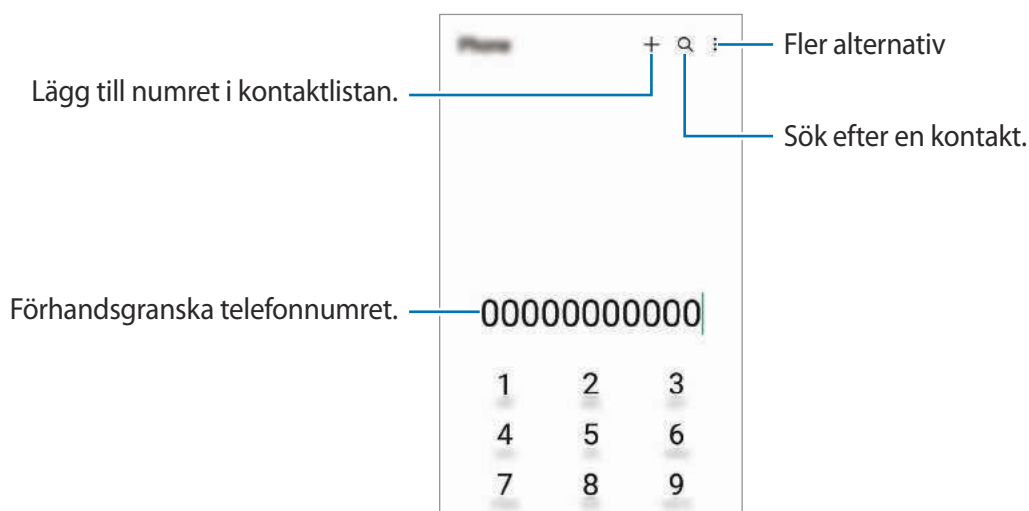 Fler alternativ
Lägg till numret i kontaktlistan.
Sök efter en kontakt.
Förhandsgranska telefonnumret.
00000000000
1 2 3
4 5 6
7 8 9